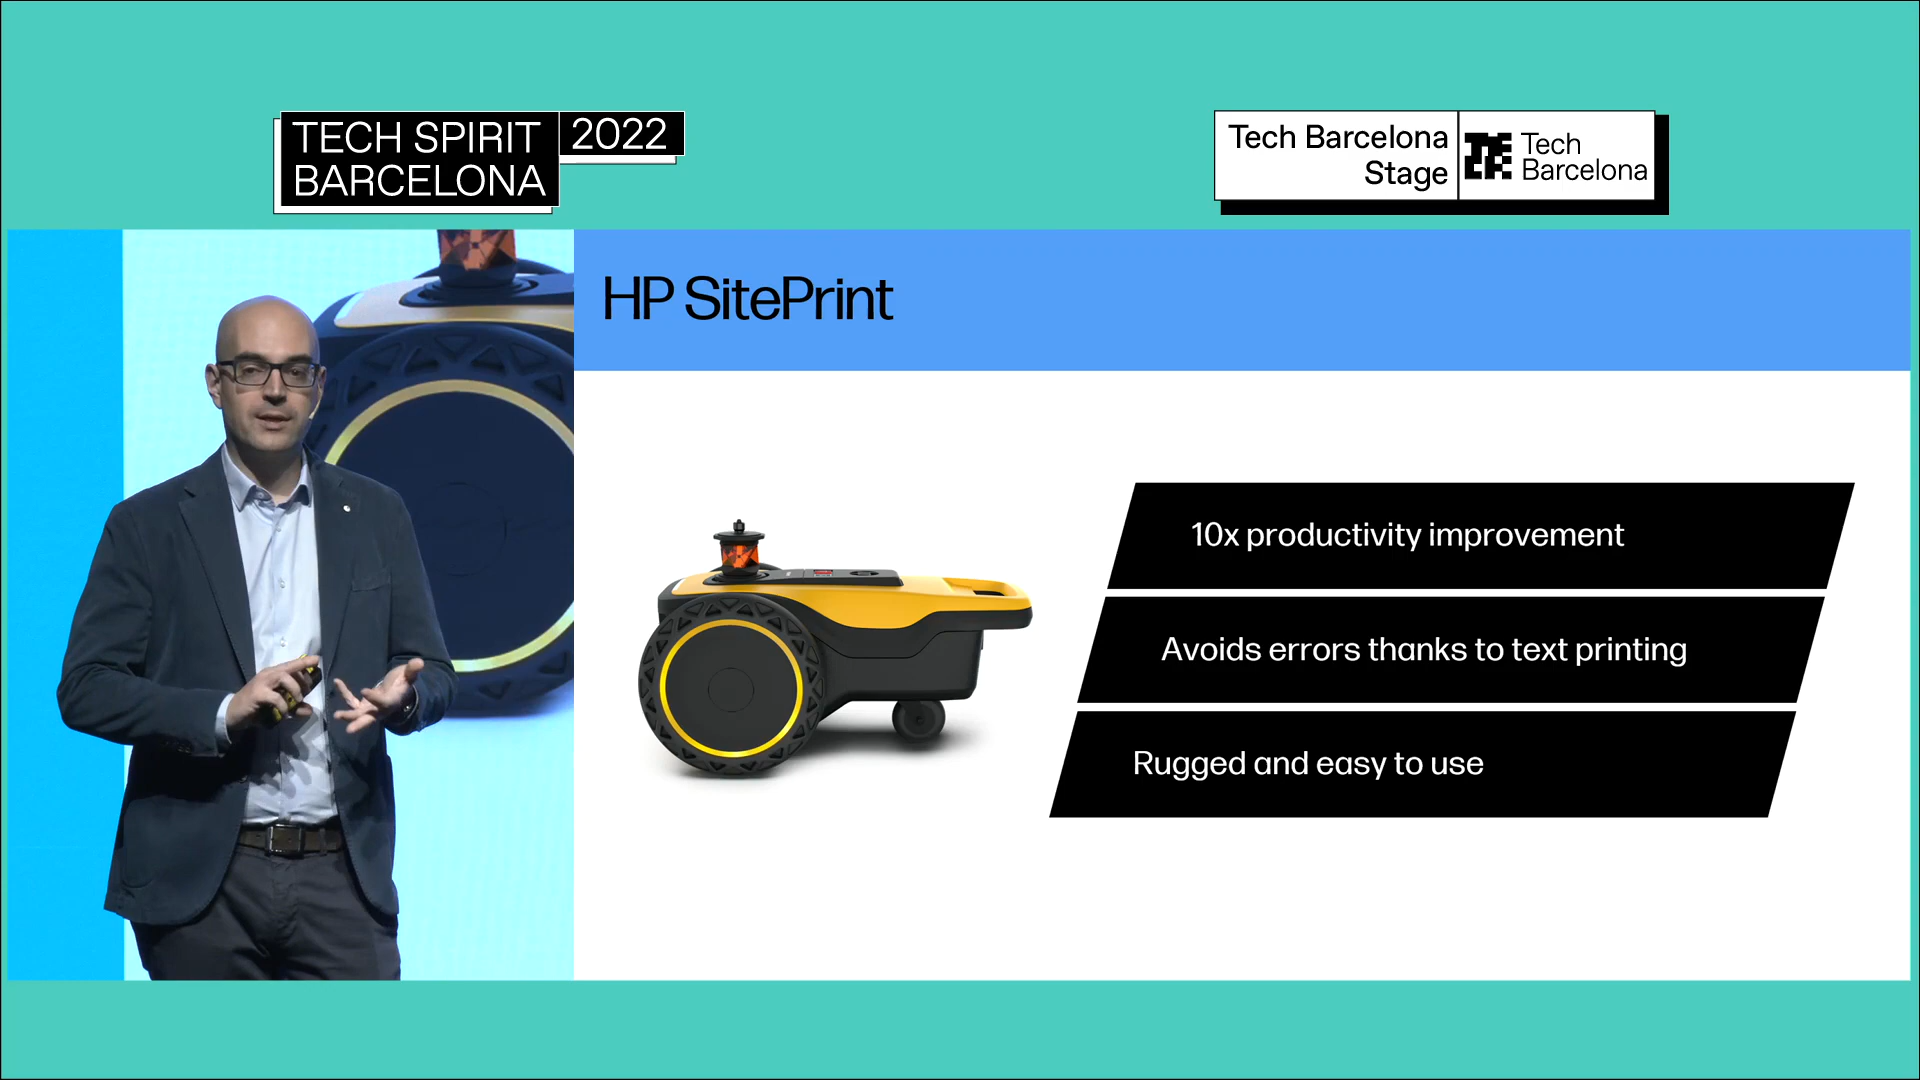 TECH SPIRIT
BARCELONA
2022
Tech Barcelona
Stage
Tech
Barcelona
HP SitePrint
10x productivity improvement
Avoids errors thanks to text printing
Rugged and easy to use